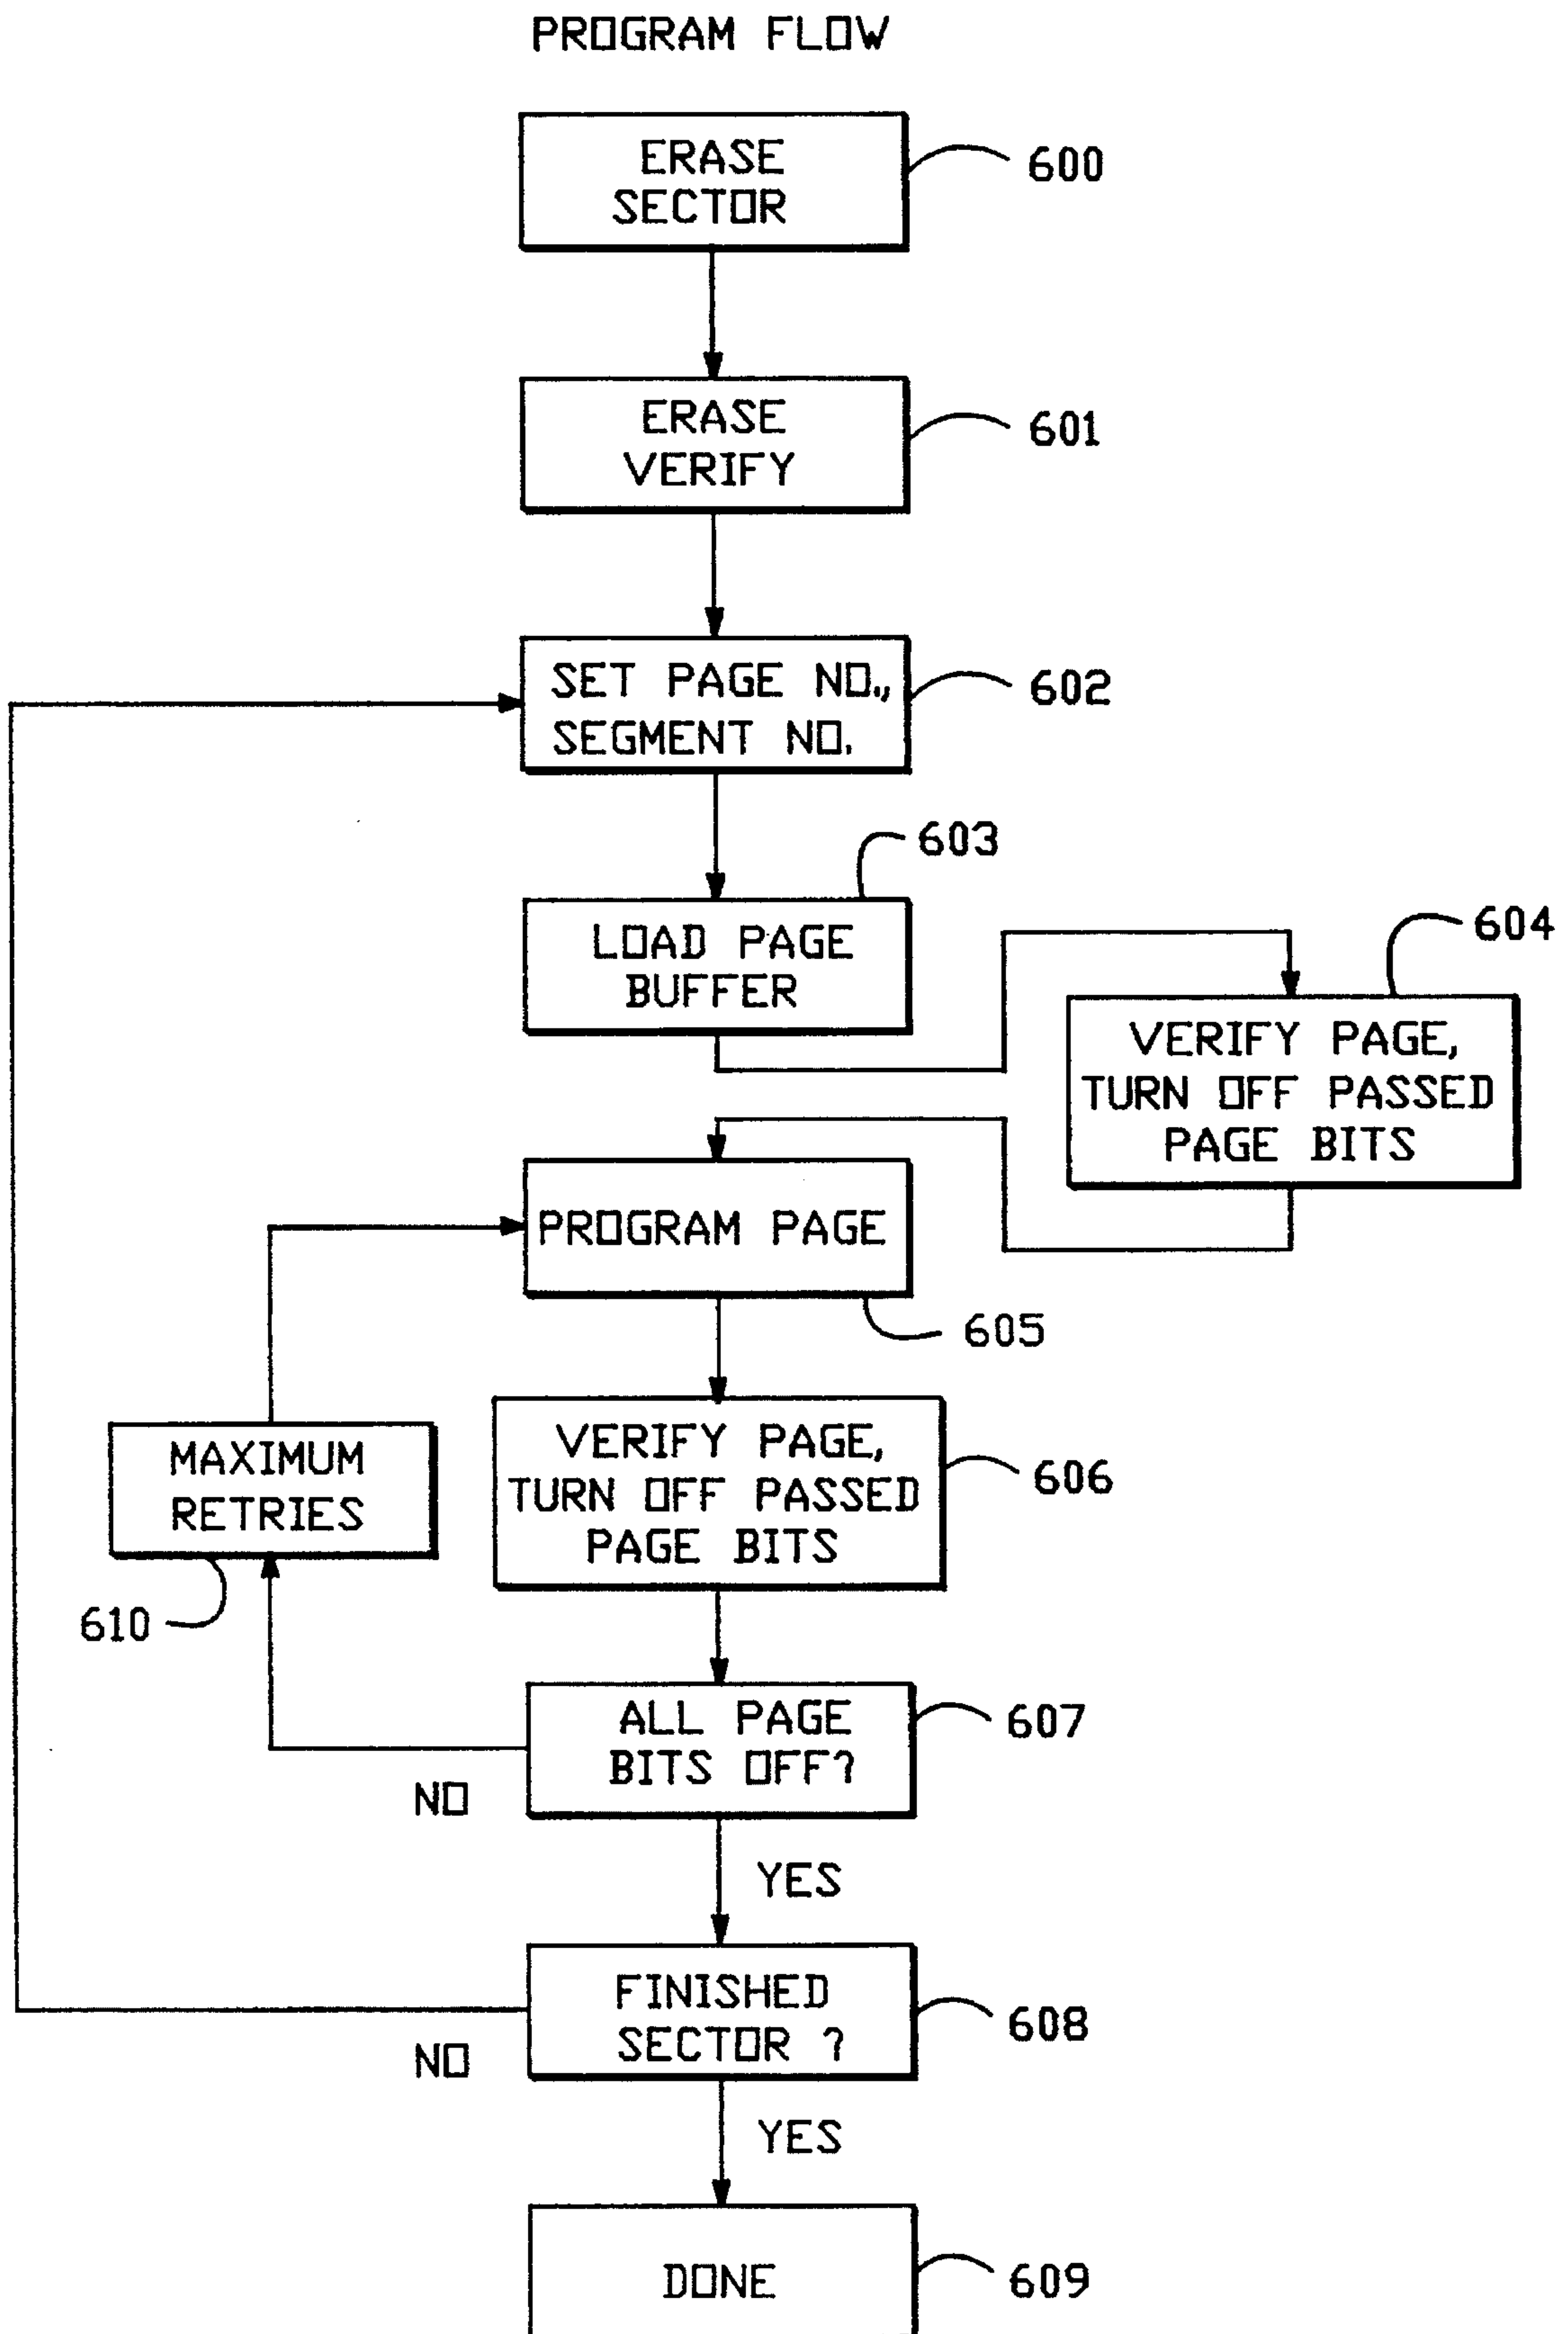 PROGRAM FLOW
ERASE
SECTOR
600
ERASE
VERIFY
601
SET PAGE NO.,
SEGMENT NO.
602
603
LOAD PAGE
BUFFER
604
VERIFY PAGE,
TURN OFF PASSED
PAGE BITS
PROGRAM PAGE
605
VERIFY PAGE,
TURN OFF PASSED
PAGE BITS
606
MAXIMUM
RETRIES
610
ALL PAGE
BITS OFF?
607
NO
YES
FINISHED
SECTOR ?
608
NO
YES
DONE
609